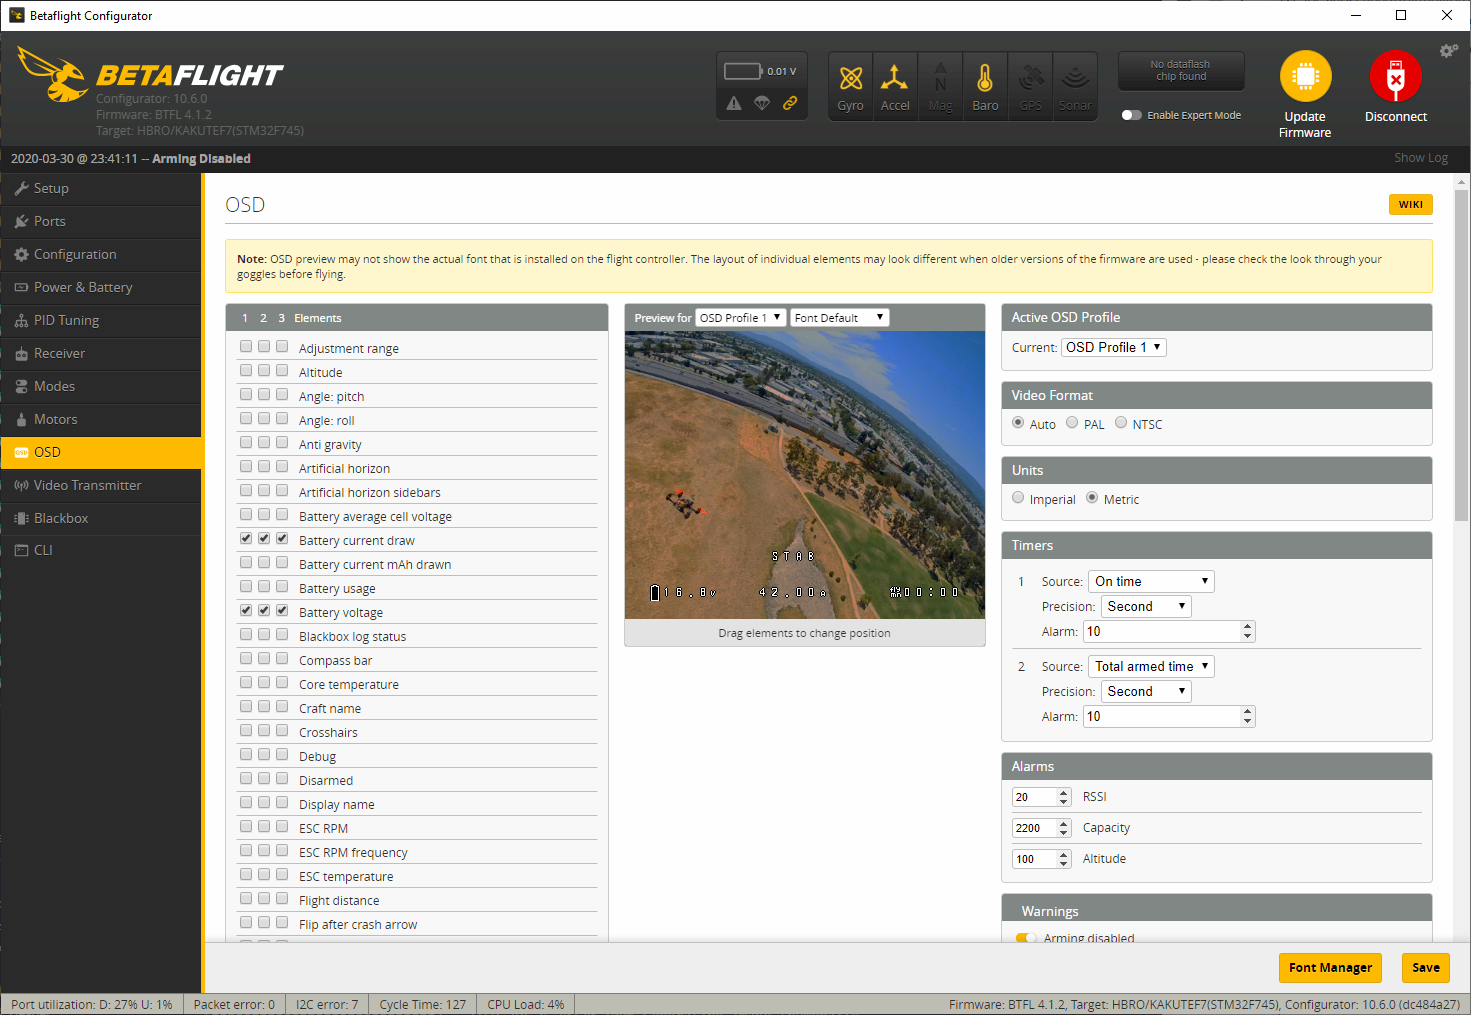 Betaflight Configurator
BETAFLIGHT
Configurator: 10.6.0
Firmware: BTFL 4.1.2
Target: HBRO/KAKUTEF7(STM32F745)
0.01 V
Gyro
Accel
Mag
Baro
GPS
Sonar
No dataflash
chip found
Enable Expert Mode
Update
Firmware
Disconnect
2020-03-30 @ 23:41:11 -- Arming Disabled
Show Log
Setup
Ports
Configuration
Power & Battery
PID Tuning
Receiver
Modes
Motors
OSD
Video Transmitter
Blackbox
CLI
OSD
WIKI
Note: OSD preview may not show the actual font that is installed on the flight controller. The layout of individual elements may look different when older versions of the firmware are used - please check the look through your
goggles before flying.
1 2 3 Elements
Adjustment range
Altitude
Angle: pitch
Angle: roll
Anti gravity
Artificial horizon
Artificial horizon sidebars
Battery average cell voltage
Battery current draw
Battery current mAh drawn
Battery usage
Battery voltage
Blackbox log status
Compass bar
Core temperature
Craft name
Crosshairs
Debug
Disarmed
Display name
ESC RPM
ESC RPM frequency
ESC temperature
Flight distance
Flip after crash arrow
Preview for OSD Profile 1 Font Default
STAB
16.8V 42.00A FLY MN 00:00
Drag elements to change position
Active OSD Profile
Current: OSD Profile 1
Video Format
Auto PAL NTSC
Units
Imperial Metric
Timers
1 Source: On time
Precision: Second
Alarm: 10
2 Source: Total armed time
Precision: Second
Alarm: 10
Alarms
20 RSSI
2200 Capacity
100 Altitude
Warnings
Arming disabled
Font Manager
Save
Port utilization: D: 27% U: 1%
Packet error: 0
I2C error: 7
Cycle Time: 127
CPU Load: 4%
Firmware: BTFL 4.1.2, Target: HBRO/KAKUTEF7(STM32F745), Configurator: 10.6.0 (dc484a27)